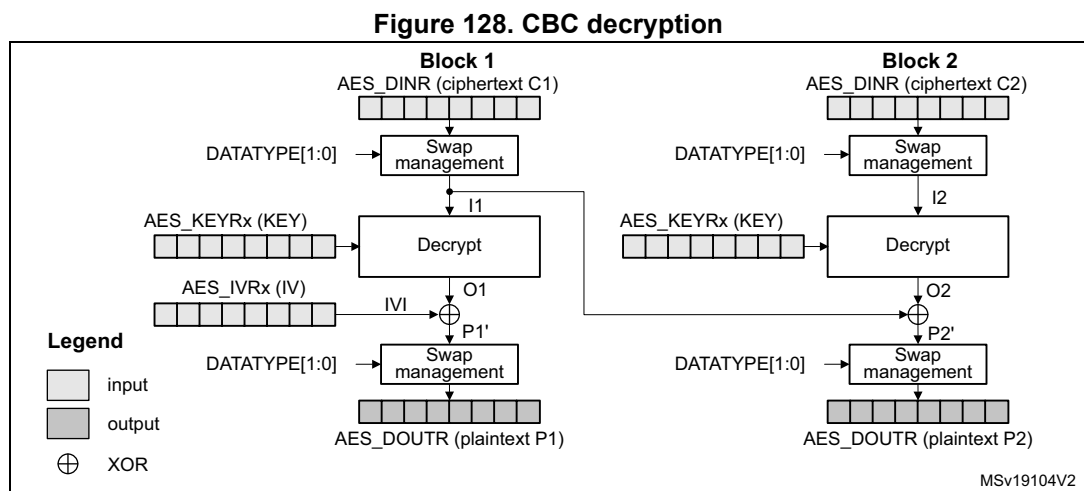 Figure 128. CBC decryption
Block 1
Block 2
AES_DINR (ciphertext C1)
AES_DINR (ciphertext C2)
DATATYPE[1:0]
Swap
management
DATATYPE[1:0]
Swap
management
I1
I2
AES_KEYRx (KEY)
Decrypt
AES_KEYRx (KEY)
Decrypt
AES_IVRx (IV)
O1
O2
IVI
P1'
P2'
Legend
DATATYPE[1:0]
Swap
management
DATATYPE[1:0]
Swap
management
input
output
AES_DOUTR (plaintext P1)
AES_DOUTR (plaintext P2)
XOR
MSv19104V2